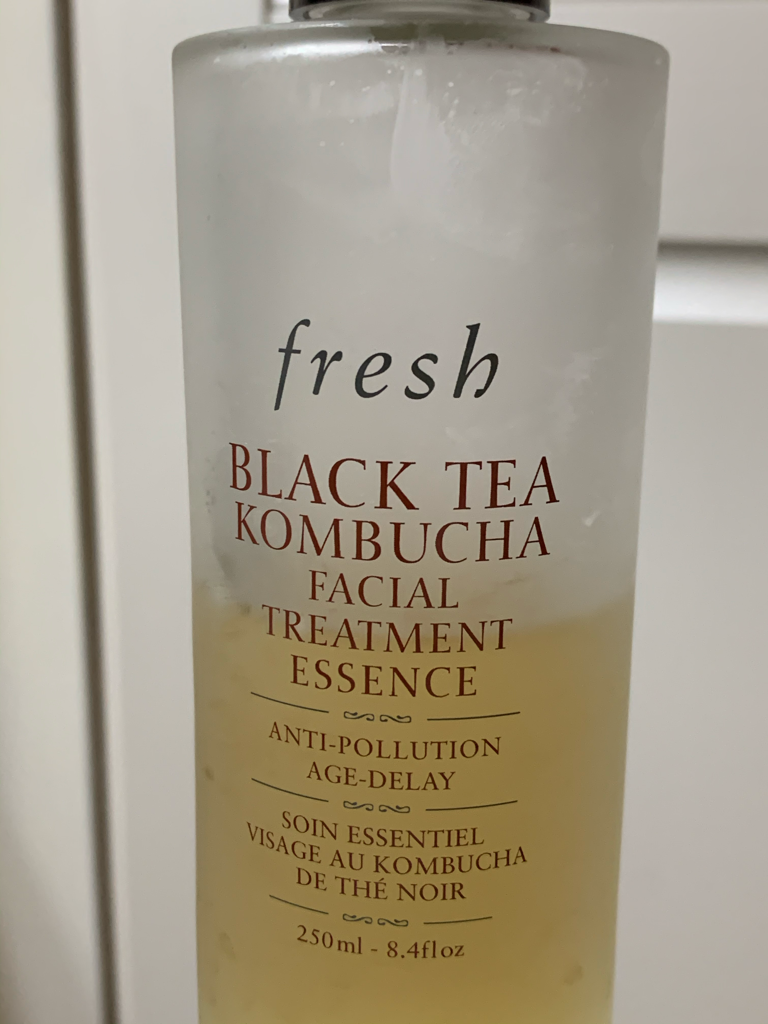 fresh
BLACK TEA
KOMBUCHA
FACIAL
TREATMENT
ESSENCE
ANTI-POLLUTION
AGE-DELAY
SOIN ESSENTIEL
VISAGE AU KOMBUCHA
DE THÉ NOIR
250ml - 8.4fl oz